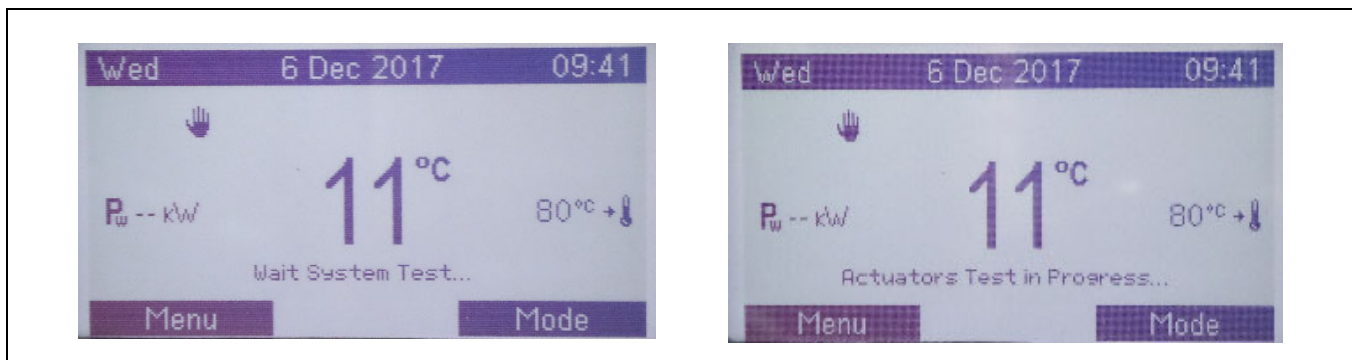 Wed 6 Dec 2017 09:41
11°C
Pw -- kW 80°C
Wait System Test...
Menu Mode
Wed 6 Dec 2017 09:41
11°C
Pw -- kW 80°C
Actuators Test in Progress...
Menu Mode